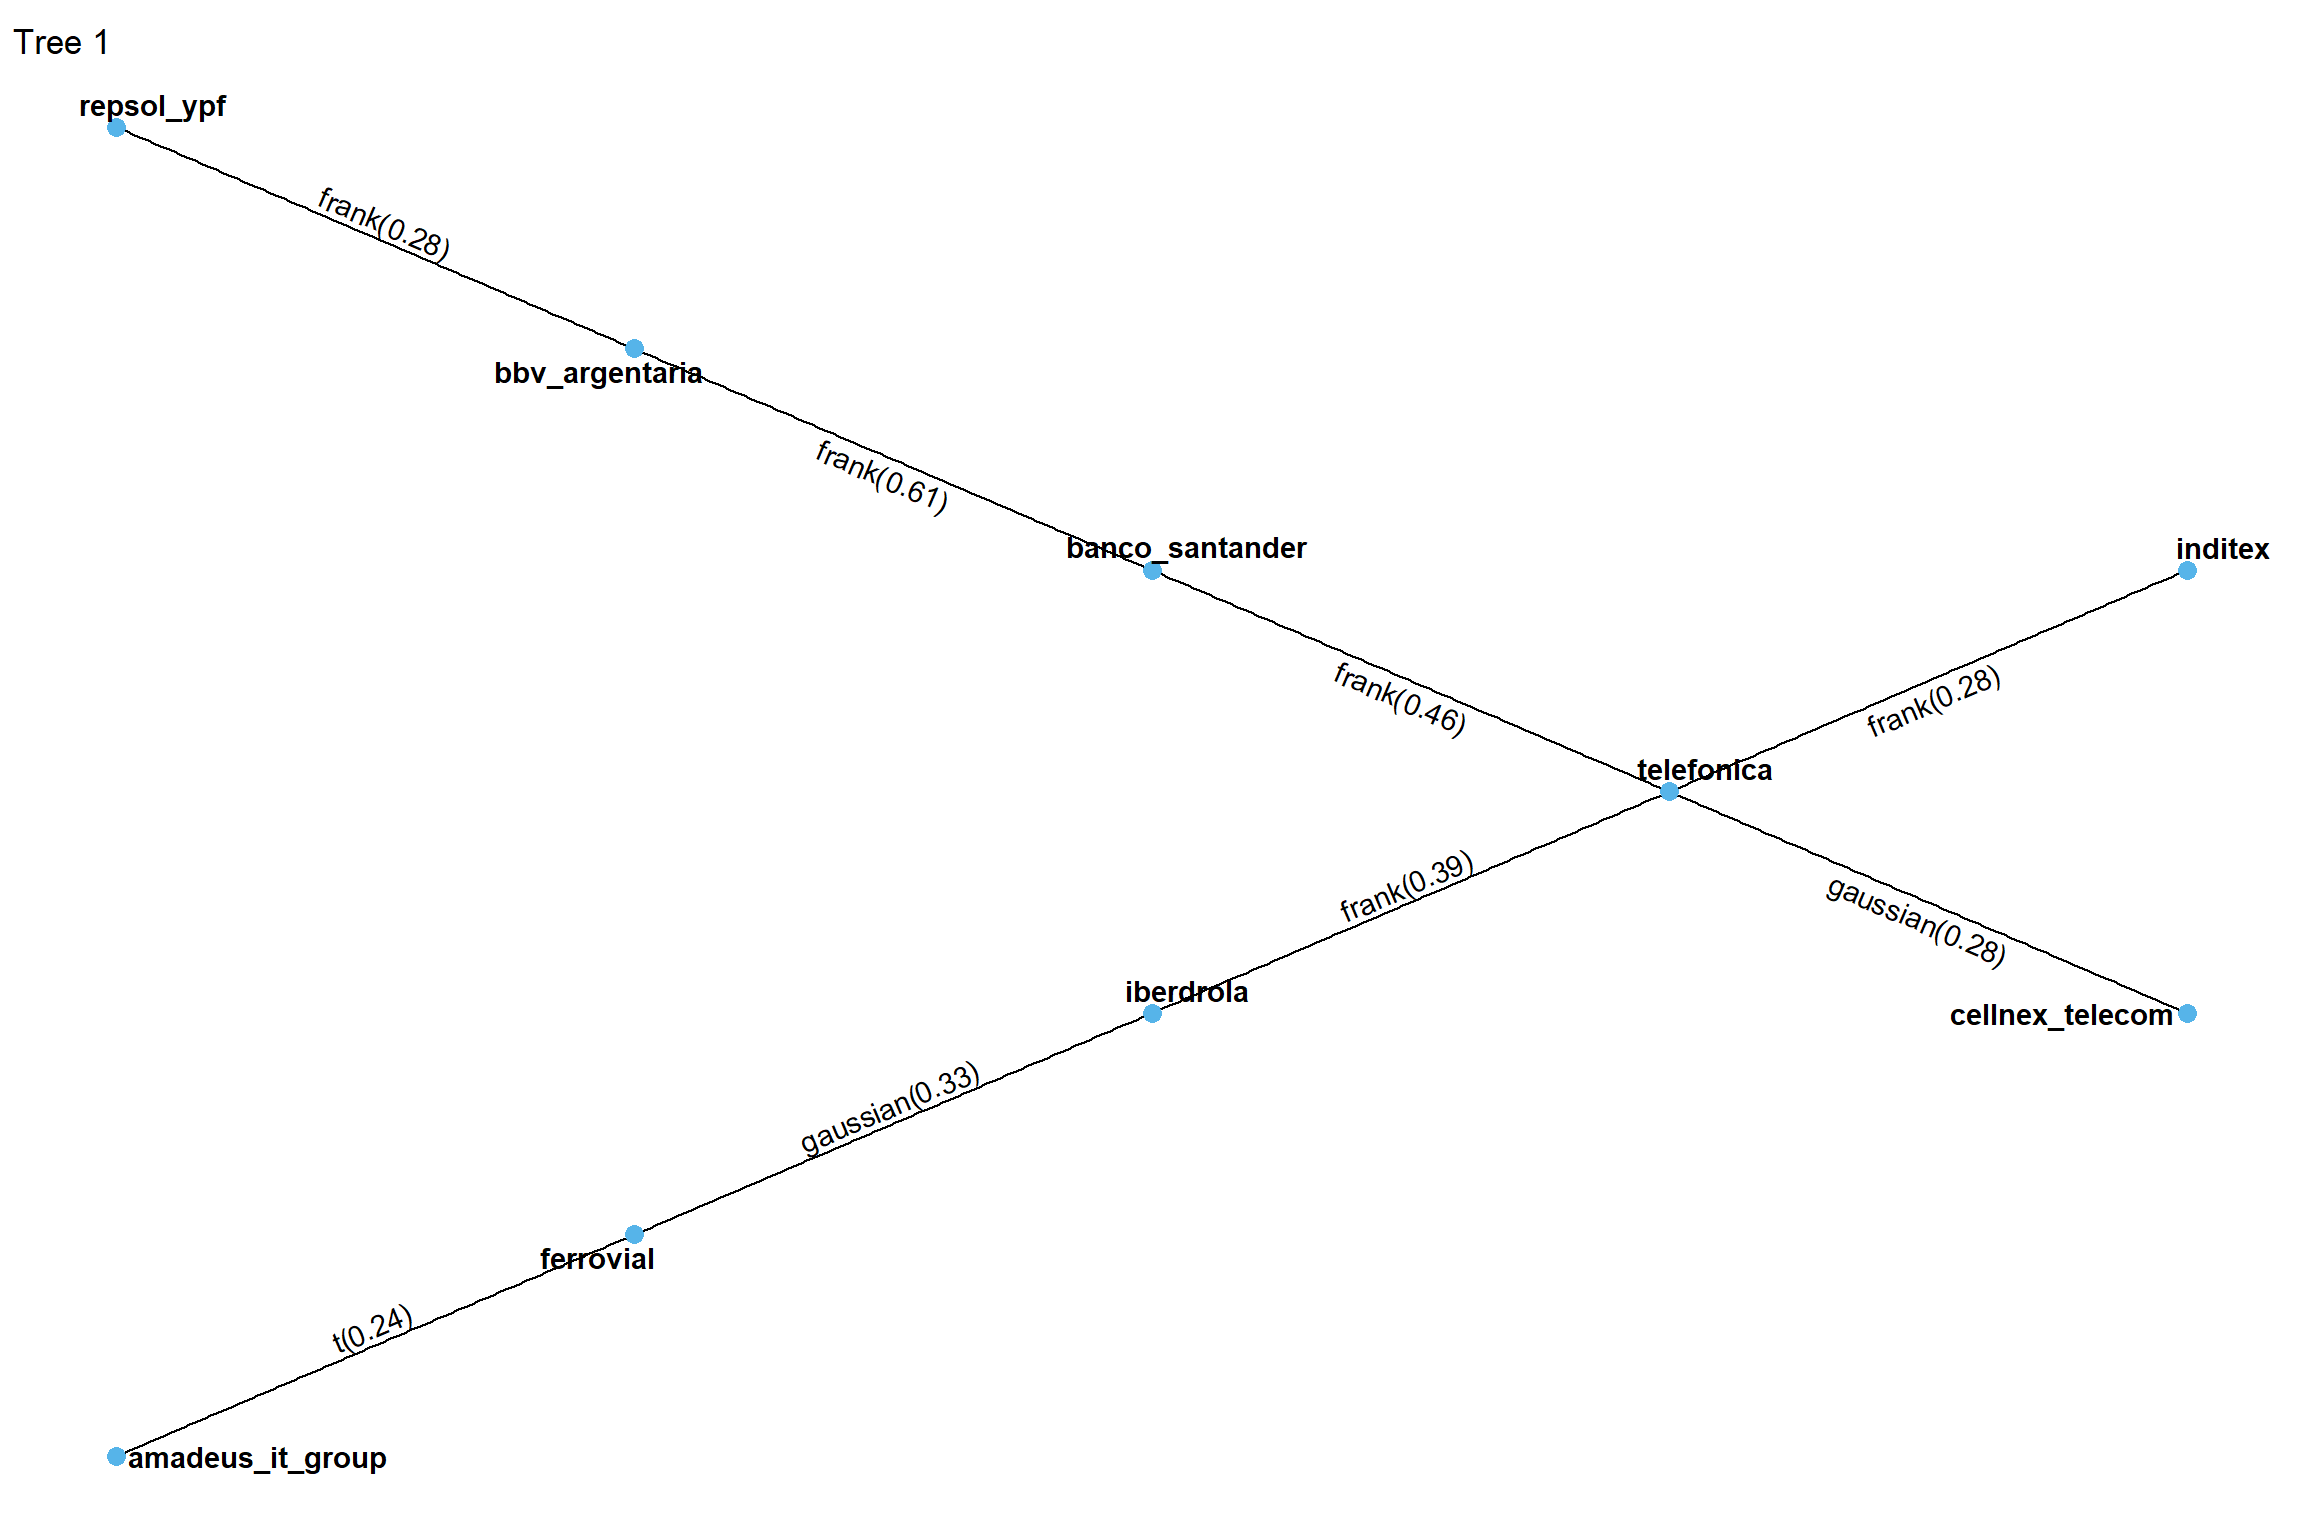 Tree 1
repsol_ypf
frank(0.28)
bbv_argentaria
frank(0.61)
banco_santander
inditex
frank(0.46)
frank(0.28)
telefonica
frank(0.39)
gaussian(0.28)
iberdrola
cellnex_telecom
gaussian(0.33)
ferrovial
t(0.24)
amadeus_it_group